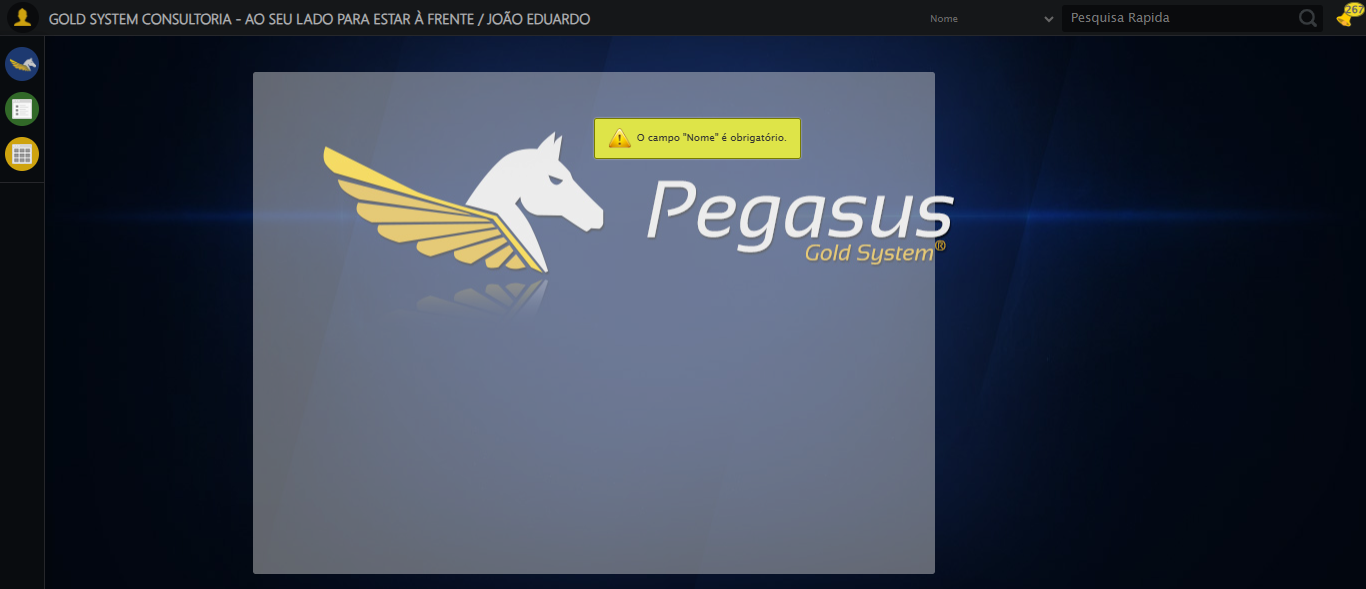 GOLD SYSTEM CONSULTORIA - AO SEU LADO PARA ESTAR À FRENTE / JOÃO EDUARDO
Nome
Pesquisa Rapida
267
O campo "Nome" é obrigatório.
Pegasus
Gold System®